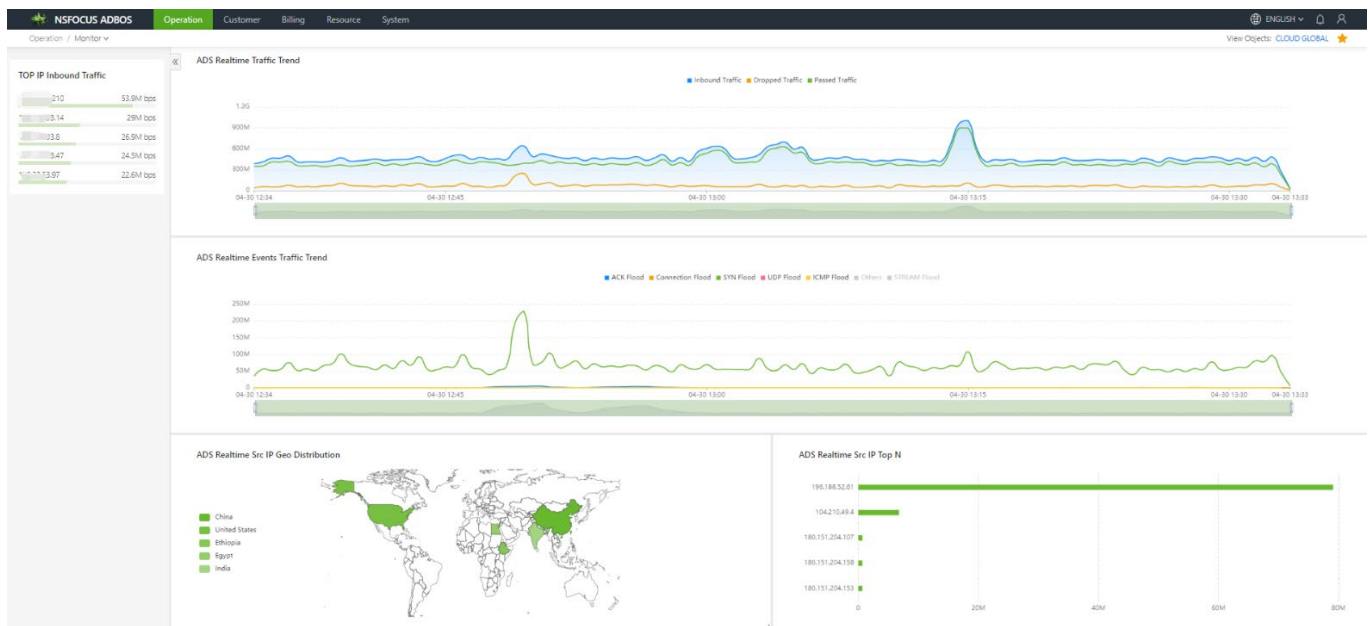 NSFOCUS ADBOS Operation Customer Billing Resource System ENGLISH
Operation / Monitor View Objects: CLOUD GLOBAL
TOP IP Inbound Traffic
210 53.9M bps
3.14 29M bps
33.8 26.9M bps
3.47 24.5M bps
3.97 22.6M bps
ADS Realtime Traffic Trend
Inbound Traffic Dropped Traffic Passed Traffic
1.2G
900M
600M
300M
0
04-30 12:34 04-30 12:45 04-30 13:00 04-30 13:15 04-30 13:30 04-30 13:33
ADS Realtime Events Traffic Trend
ACK Flood Connection Flood SYN Flood UDP Flood ICMP Flood Others STREAM Flood
250M
200M
150M
100M
50M
0
04-30 12:34 04-30 12:45 04-30 13:00 04-30 13:15 04-30 13:30 04-30 13:33
ADS Realtime Src IP Geo Distribution
China
United States
Ethiopia
Egypt
India
ADS Realtime Src IP Top N
196.188.52.61
104.210.49.4
180.151.204.107
180.151.204.158
180.151.204.153
0 20M 40M 60M 80M